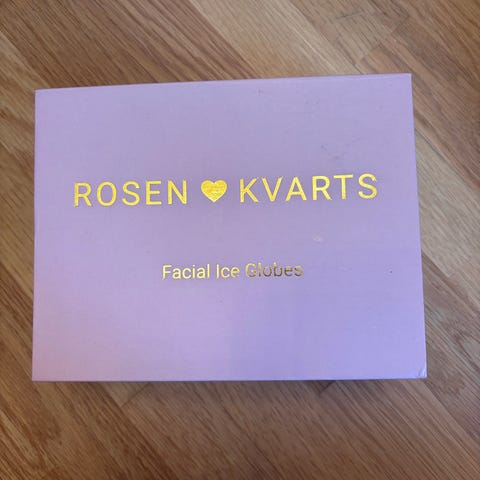 ROSEN 💛 KVARTS
Facial Ice Globes